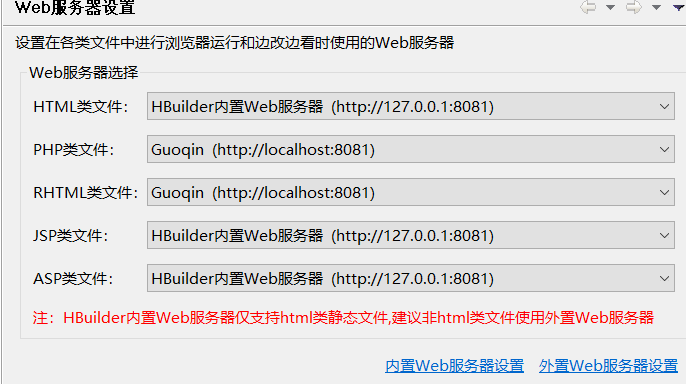 Web服务器设置
设置在各类文件中进行浏览器运行和边改边看时使用的Web服务器
Web服务器选择
HTML类文件: HBuilder内置Web服务器 (http://127.0.0.1:8081)
PHP类文件: Guoqin (http://localhost:8081)
RHTML类文件: Guoqin (http://localhost:8081)
JSP类文件: HBuilder内置Web服务器 (http://127.0.0.1:8081)
ASP类文件: HBuilder内置Web服务器 (http://127.0.0.1:8081)
注：HBuilder内置Web服务器仅支持html类静态文件,建议非html类文件使用外置Web服务器
内置Web服务器设置 外置Web服务器设置